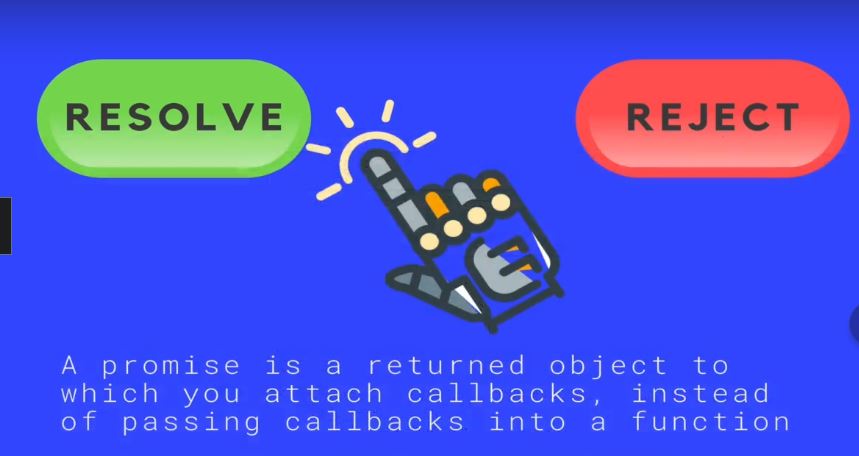 RESOLVE
REJECT
A promise is a returned object to
which you attach callbacks, instead
of passing callbacks into a function